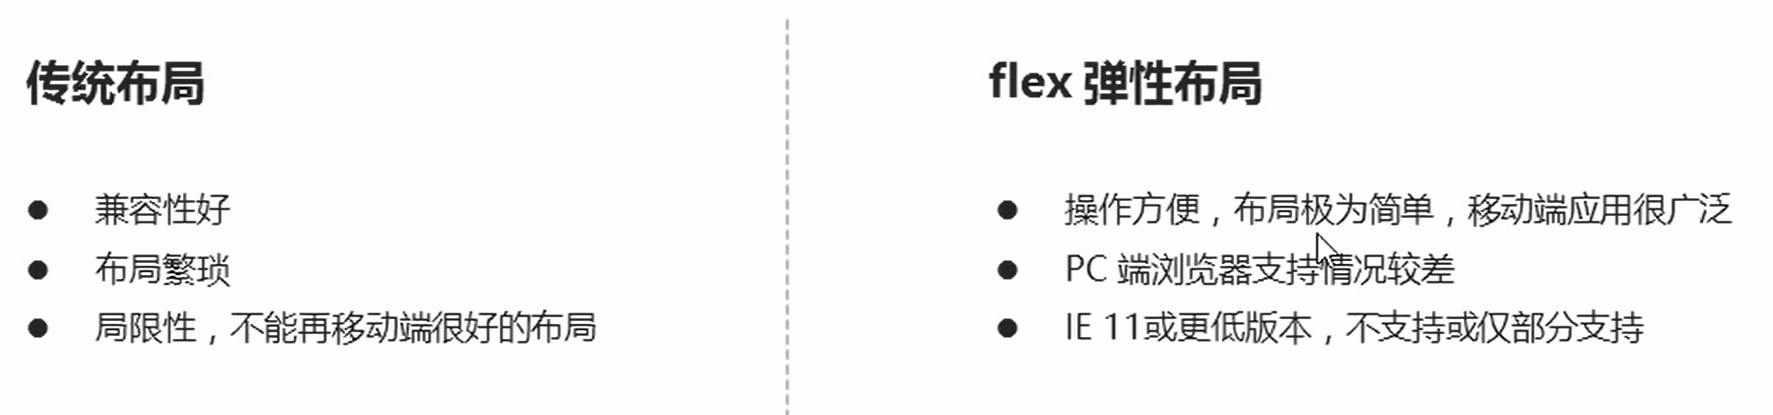 传统布局
兼容性好
布局繁琐
局限性，不能再移动端很好的布局
flex 弹性布局
操作方便，布局极为简单，移动端应用很广泛
PC 端浏览器支持情况较差
IE 11或更低版本，不支持或仅部分支持